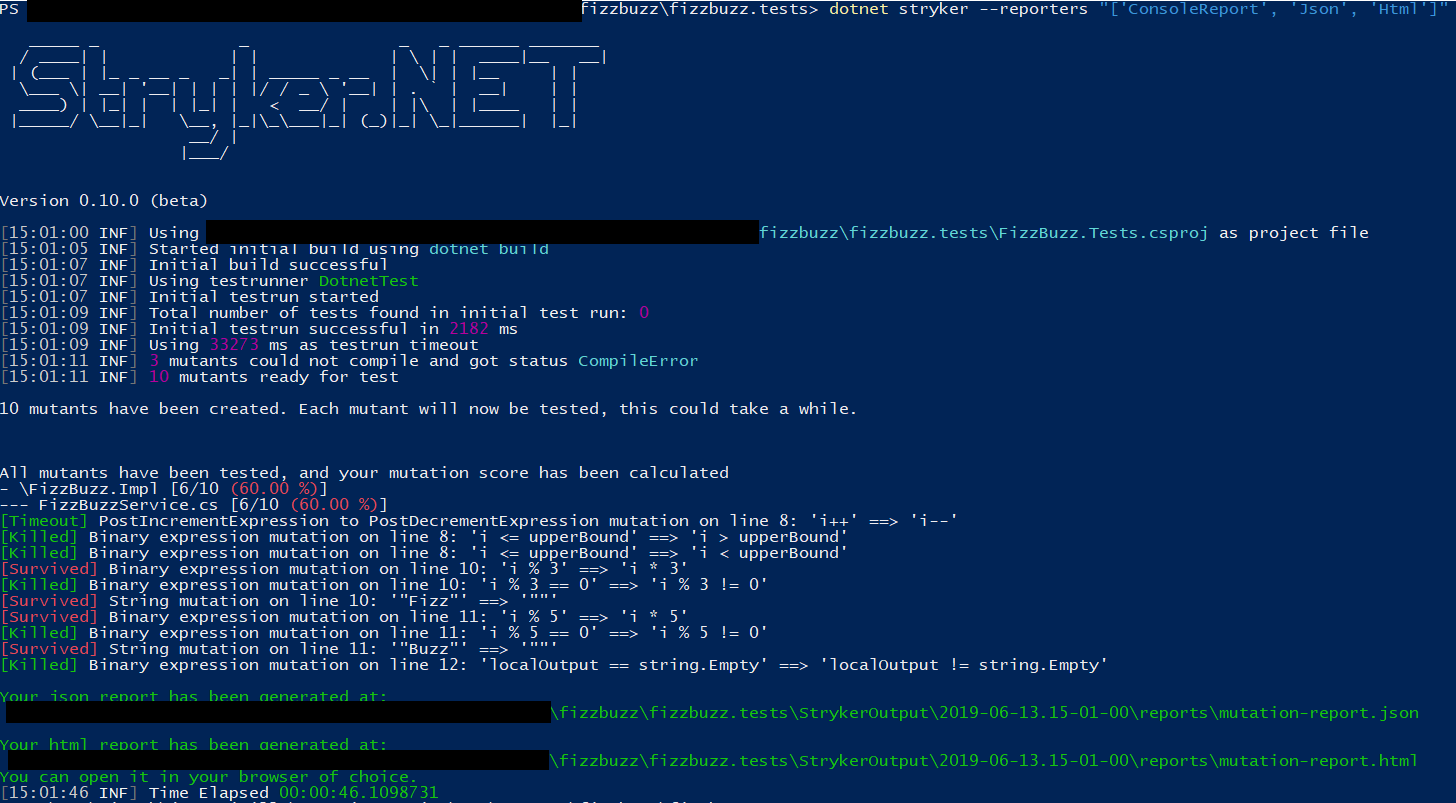 PS fizzbuzz\fizzbuzz.tests> dotnet stryker --reporters "['ConsoleReport', 'Json', 'Html']"
Stryker.NET
Version 0.10.0 (beta)
[15:01:00 INF] Using fizzbuzz\fizzbuzz.tests\FizzBuzz.Tests.csproj as project file
[15:01:05 INF] Started initial build using dotnet build
[15:01:07 INF] Initial build successful
[15:01:07 INF] Using testrunner DotnetTest
[15:01:07 INF] Initial testrun started
[15:01:09 INF] Total number of tests found in initial test run: 0
[15:01:09 INF] Initial testrun successful in 2182 ms
[15:01:09 INF] Using 33273 ms as testrun timeout
[15:01:11 INF] 3 mutants could not compile and got status CompileError
[15:01:11 INF] 10 mutants ready for test
10 mutants have been created. Each mutant will now be tested, this could take a while.
All mutants have been tested, and your mutation score has been calculated
- \FizzBuzz.Impl [6/10 (60.00 %)]
--- FizzBuzzService.cs [6/10 (60.00 %)]
[Timeout] PostIncrementExpression to PostDecrementExpression mutation on line 8: 'i++' ==> 'i--'
[Killed] Binary expression mutation on line 8: 'i <= upperBound' ==> 'i > upperBound'
[Killed] Binary expression mutation on line 8: 'i <= upperBound' ==> 'i < upperBound'
[Survived] Binary expression mutation on line 10: 'i % 3' ==> 'i * 3'
[Killed] Binary expression mutation on line 10: 'i % 3 == 0' ==> 'i % 3 != 0'
[Survived] String mutation on line 10: '"Fizz"' ==> '""'
[Survived] Binary expression mutation on line 11: 'i % 5' ==> 'i * 5'
[Killed] Binary expression mutation on line 11: 'i % 5 == 0' ==> 'i % 5 != 0'
[Survived] String mutation on line 11: '"Buzz"' ==> '""'
[Killed] Binary expression mutation on line 12: 'localOutput == string.Empty' ==> 'localOutput != string.Empty'
Your json report has been generated at:
\fizzbuzz\fizzbuzz.tests\StrykerOutput\2019-06-13.15-01-00\reports\mutation-report.json
Your html report has been generated at:
\fizzbuzz\fizzbuzz.tests\StrykerOutput\2019-06-13.15-01-00\reports\mutation-report.html
You can open it in your browser of choice.
[15:01:46 INF] Time Elapsed 00:00:46.1098731